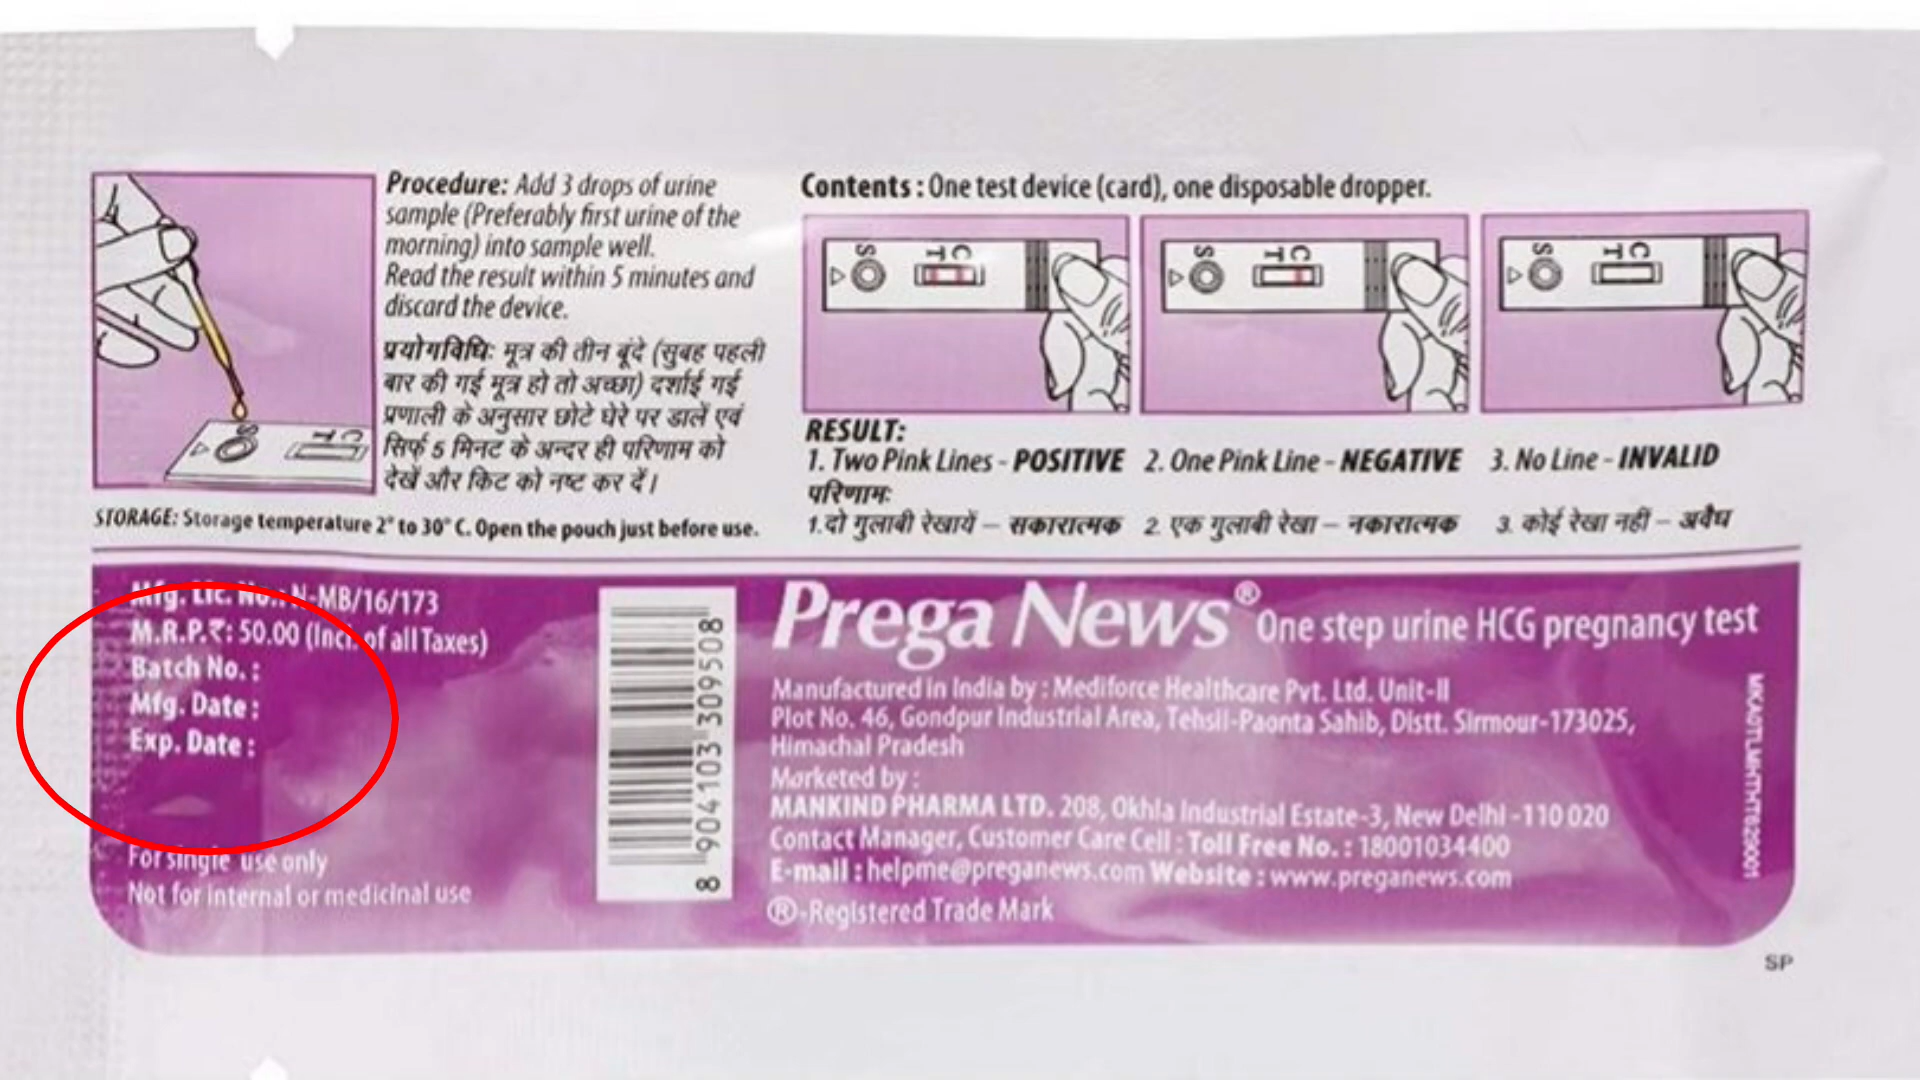 Procedure: Add 3 drops of urine
sample (Preferably first urine of the
morning) into sample well.
Read the result within 5 minutes and
discard the device.
प्रयोगविधिः मूत्र की तीन बूंदे (सुबह पहली
बार की गई मूत्र हो तो अच्छा) दर्शाई गई
प्रणाली के अनुसार छोटे घेरे पर डालें एवं
सिर्फ 5 मिनट के अन्दर ही परिणाम को
देखें और किट को नष्ट कर दें।
S T C
STORAGE: Storage temperature 2° to 30° C. Open the pouch just before use.
Contents : One test device (card), one disposable dropper.
S T C
S T C
S T C
RESULT:
1. Two Pink Lines - POSITIVE 2. One Pink Line - NEGATIVE 3. No Line - INVALID
परिणामः
1. दो गुलाबी रेखायें – सकारात्मक 2. एक गुलाबी रेखा – नकारात्मक 3. कोई रेखा नहीं – अवैध
Mfg. Lic. No.: N-MB/16/173
M.R.P.₹: 50.00 (Incl. of all Taxes)
Batch No. :
Mfg. Date :
Exp. Date :
For single use only
Not for internal or medicinal use
8 904103 309508
Prega News® One step urine HCG pregnancy test
Manufactured in India by : Mediforce Healthcare Pvt. Ltd. Unit-II
Plot No. 46, Gondpur Industrial Area, Tehsil-Paonta Sahib, Distt. Sirmour-173025,
Himachal Pradesh
Marketed by :
MANKIND PHARMA LTD. 208, Okhla Industrial Estate-3, New Delhi -110 020
Contact Manager, Customer Care Cell : Toll Free No. : 18001034400
E-mail : helpme@preganews.com Website : www.preganews.com
®-Registered Trade Mark
SP